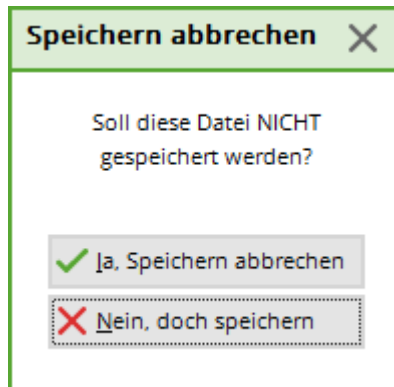 Speichern abbrechen
Soll diese Datei NICHT
gespeichert werden?
Ja, Speichern abbrechen
Nein, doch speichern